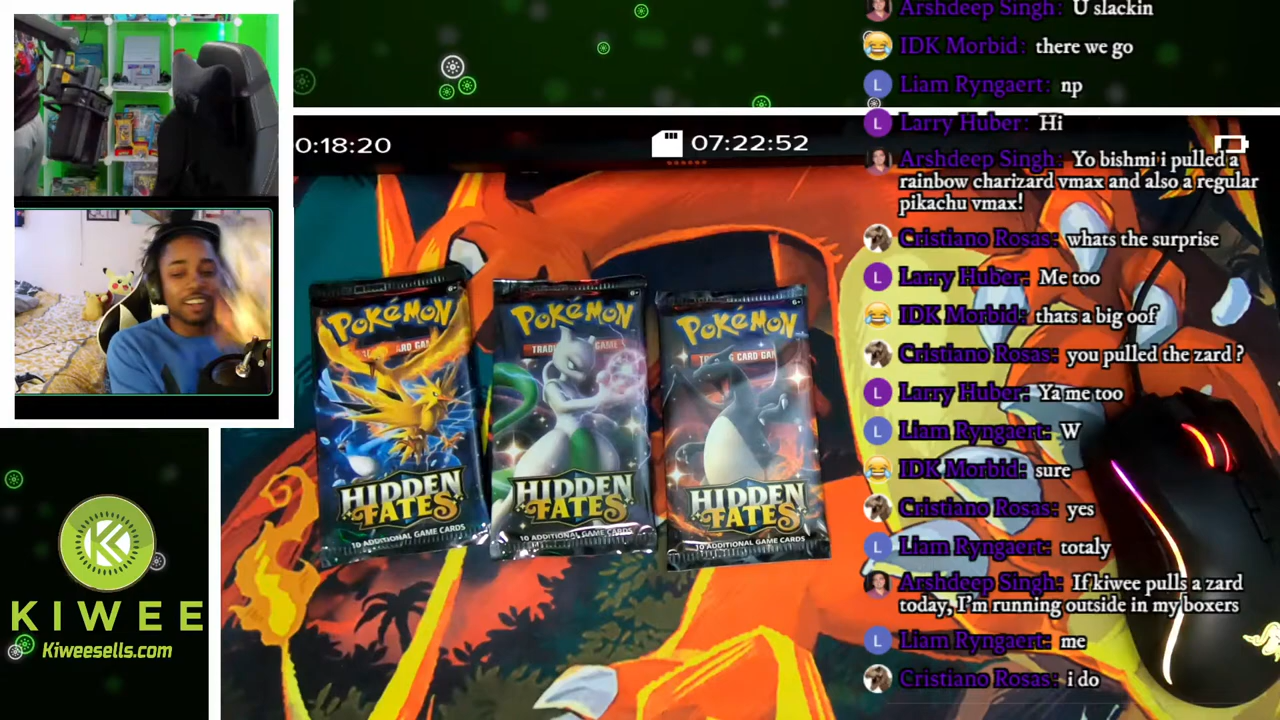 0:18:20
07:22:52
POKÉMON
POKÉMON
POKÉMON
HIDDEN
FATES
10 ADDITIONAL GAME CARDS
HIDDEN
FATES
10 ADDITIONAL GAME CARDS
HIDDEN
FATES
10 ADDITIONAL GAME CARDS
K
KIWEE
Kiweesells.com
Arshdeep Singh: U slackin
IDK Morbid: there we go
L Liam Ryngaert: np
L Larry Huber: Hi
Arshdeep Singh: Yo bishmi i pulled a
rainbow charizard vmax and also a regular
pikachu vmax!
Cristiano Rosas: whats the surprise
L Larry Huber: Me too
IDK Morbid: thats a big oof
Cristiano Rosas: you pulled the zard ?
L Larry Huber: Ya me too
L Liam Ryngaert: W
IDK Morbid: sure
Cristiano Rosas: yes
L Liam Ryngaert: totaly
Arshdeep Singh: If kiwee pulls a zard
today, I'm running outside in my boxers
L Liam Ryngaert: me
Cristiano Rosas: i do